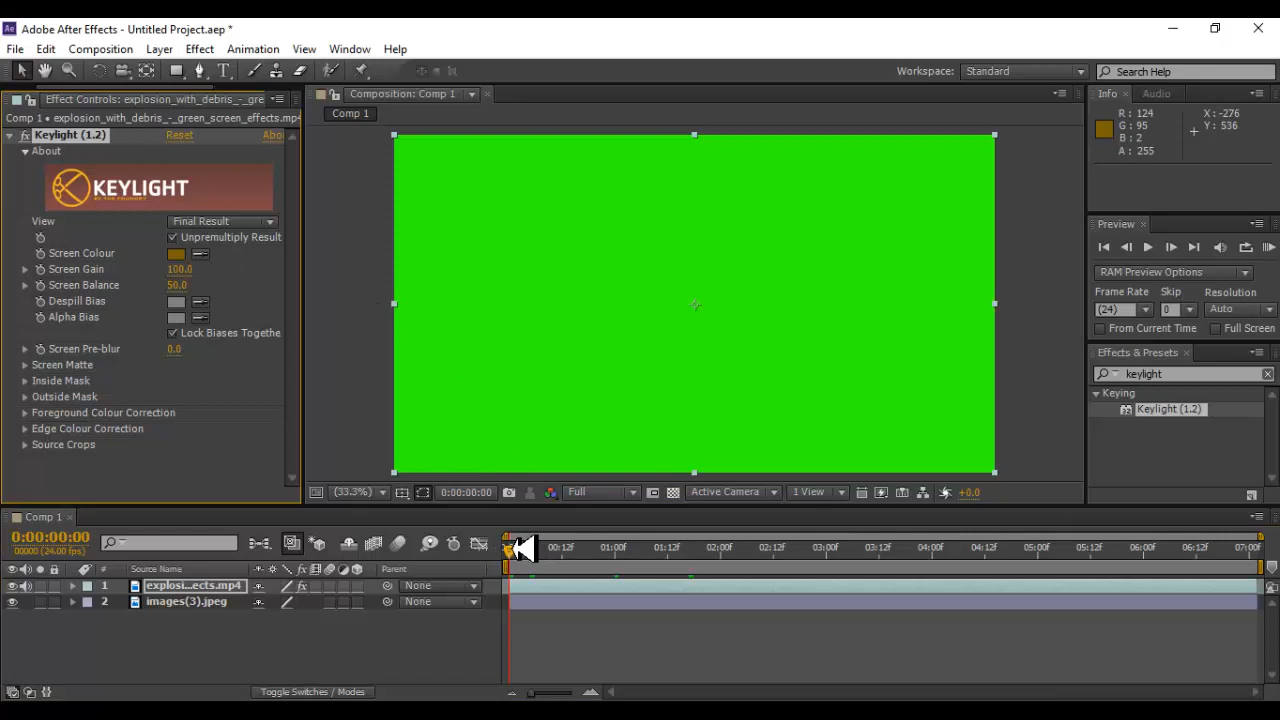 Adobe After Effects - Untitled Project.aep *
File Edit Composition Layer Effect Animation View Window Help
Workspace: Standard Search Help
Effect Controls: explosion_with_debris_-_gre
Comp 1 • explosion_with_debris_-_green_screen_effects.mp4
Keylight (1.2) Reset Abo
About
KEYLIGHT
BY THE FOUNDRY
View Final Result
Unpremultiply Result
Screen Colour
Screen Gain 100.0
Screen Balance 50.0
Despill Bias
Alpha Bias
Lock Biases Togethe
Screen Pre-blur 0.0
Screen Matte
Inside Mask
Outside Mask
Foreground Colour Correction
Edge Colour Correction
Source Crops
Composition: Comp 1
Comp 1
(33.3%) 0:00:00:00 Full Active Camera 1 View +0.0
Info Audio
R: 124 X: -276
G: 95 Y: 536
B: 2
A: 255
Preview
RAM Preview Options
Frame Rate Skip Resolution
(24) 0 Auto
From Current Time Full Screen
Effects & Presets
keylight
Keying
Keylight (1.2)
Comp 1
0:00:00:00
00000 (24.00 fps)
00:12f 01:00f 01:12f 02:00f 02:12f 03:00f 03:12f 04:00f 04:12f 05:00f 05:12f 06:00f 06:12f 07:00f
# Source Name fx Parent
1 explosi...ects.mp4 fx None
2 images(3).jpeg None
Toggle Switches / Modes